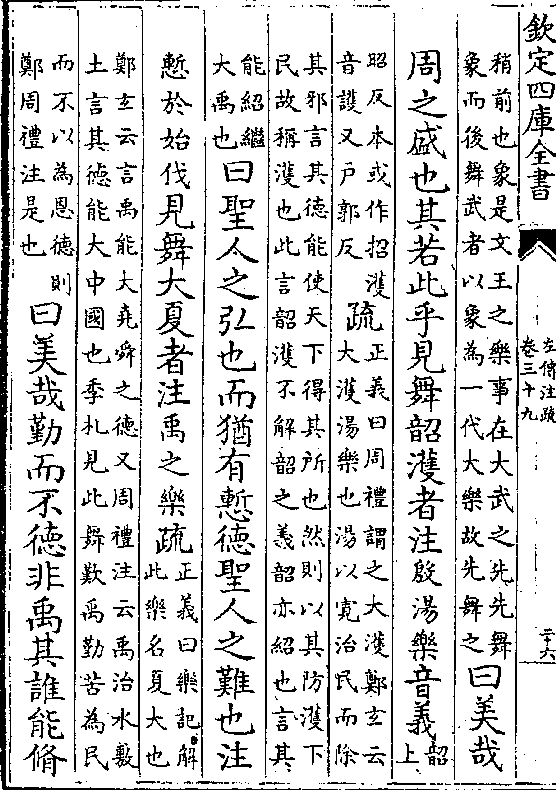 欽定四庫全書
左傳注疏
卷三十九
二十六
稍前也象是文王之樂事在大武之先先舞
象而後舞武者以象為一代大樂故先舞之
曰美哉
周之盛也其若此乎見舞韶濩者注殷湯樂音義
韶上
昭反本或作招濩
音護又户郭反
疏
正義曰周禮謂之大濩鄭𤣥云
大濩湯樂也湯以寛治民而除
其邪言其德能使天下得其所也然則以其防濩下
民故稱濩也此言韶濩不解韶之義韶亦紹也言其
能紹繼
大禹也
曰聖人之弘也而猶有慙德聖人之難也注
慙於始伐見舞大夏者注禹之樂疏
正義曰樂記解
此樂名夏大也
鄭𤣥云言禹能大堯舜之德又周禮注云禹治水敷
土言其德能大中國也季札見此舞歎禹勤苦為民
而不以為恩德則
鄭周禮注是也
曰美哉勤而不徳非禹其誰能脩